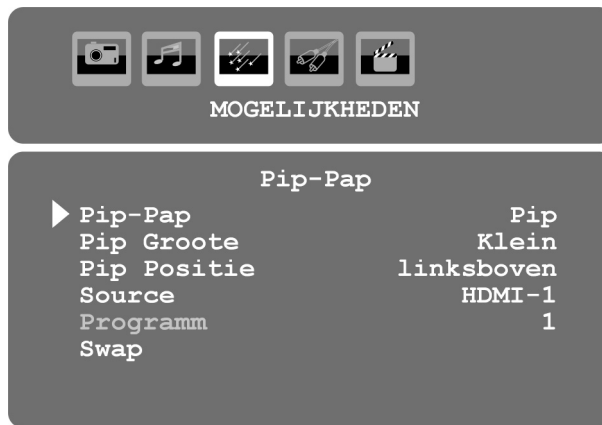 MOGELIJKHEDEN
Pip-Pap
Pip-Pap Pip
Pip Groote Klein
Pip Positie linksboven
Source HDMI-1
Programm 1
Swap